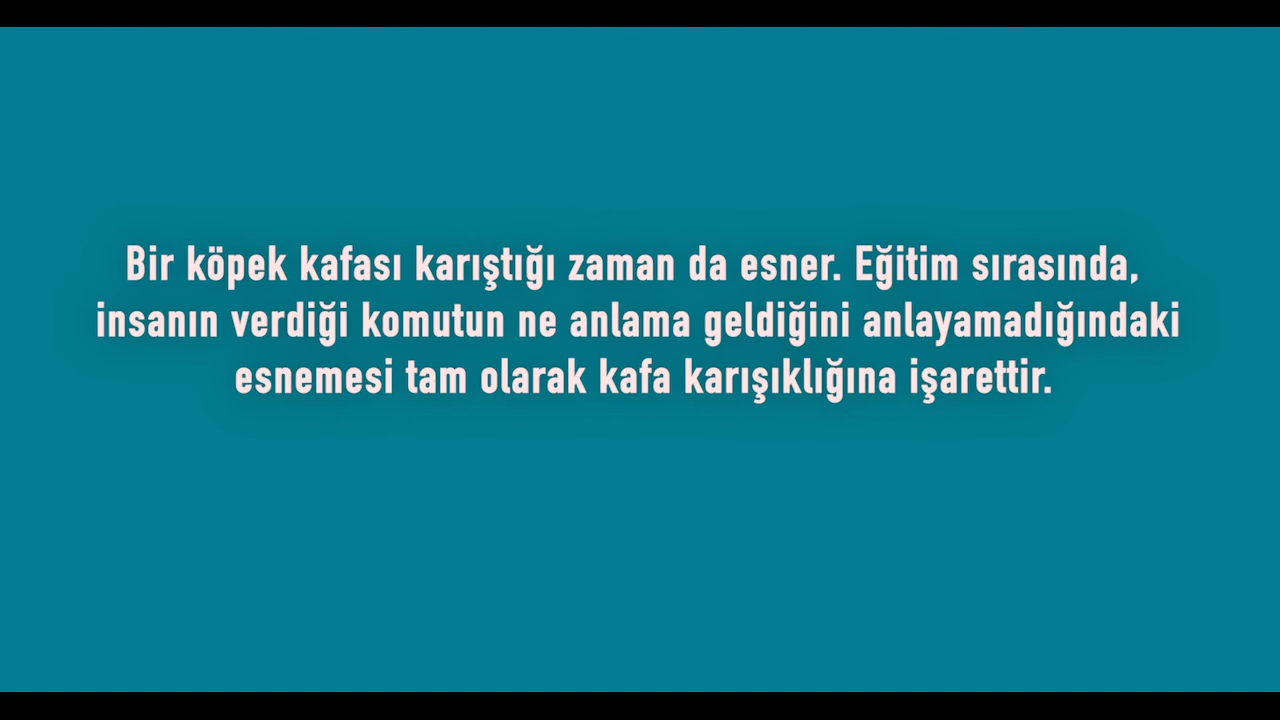 Bir köpek kafası karıştığı zaman da esner. Eğitim sırasında,
insanın verdiği komutun ne anlama geldiğini anlayamadığındaki
esnemesi tam olarak kafa karışıklığına işarettir.